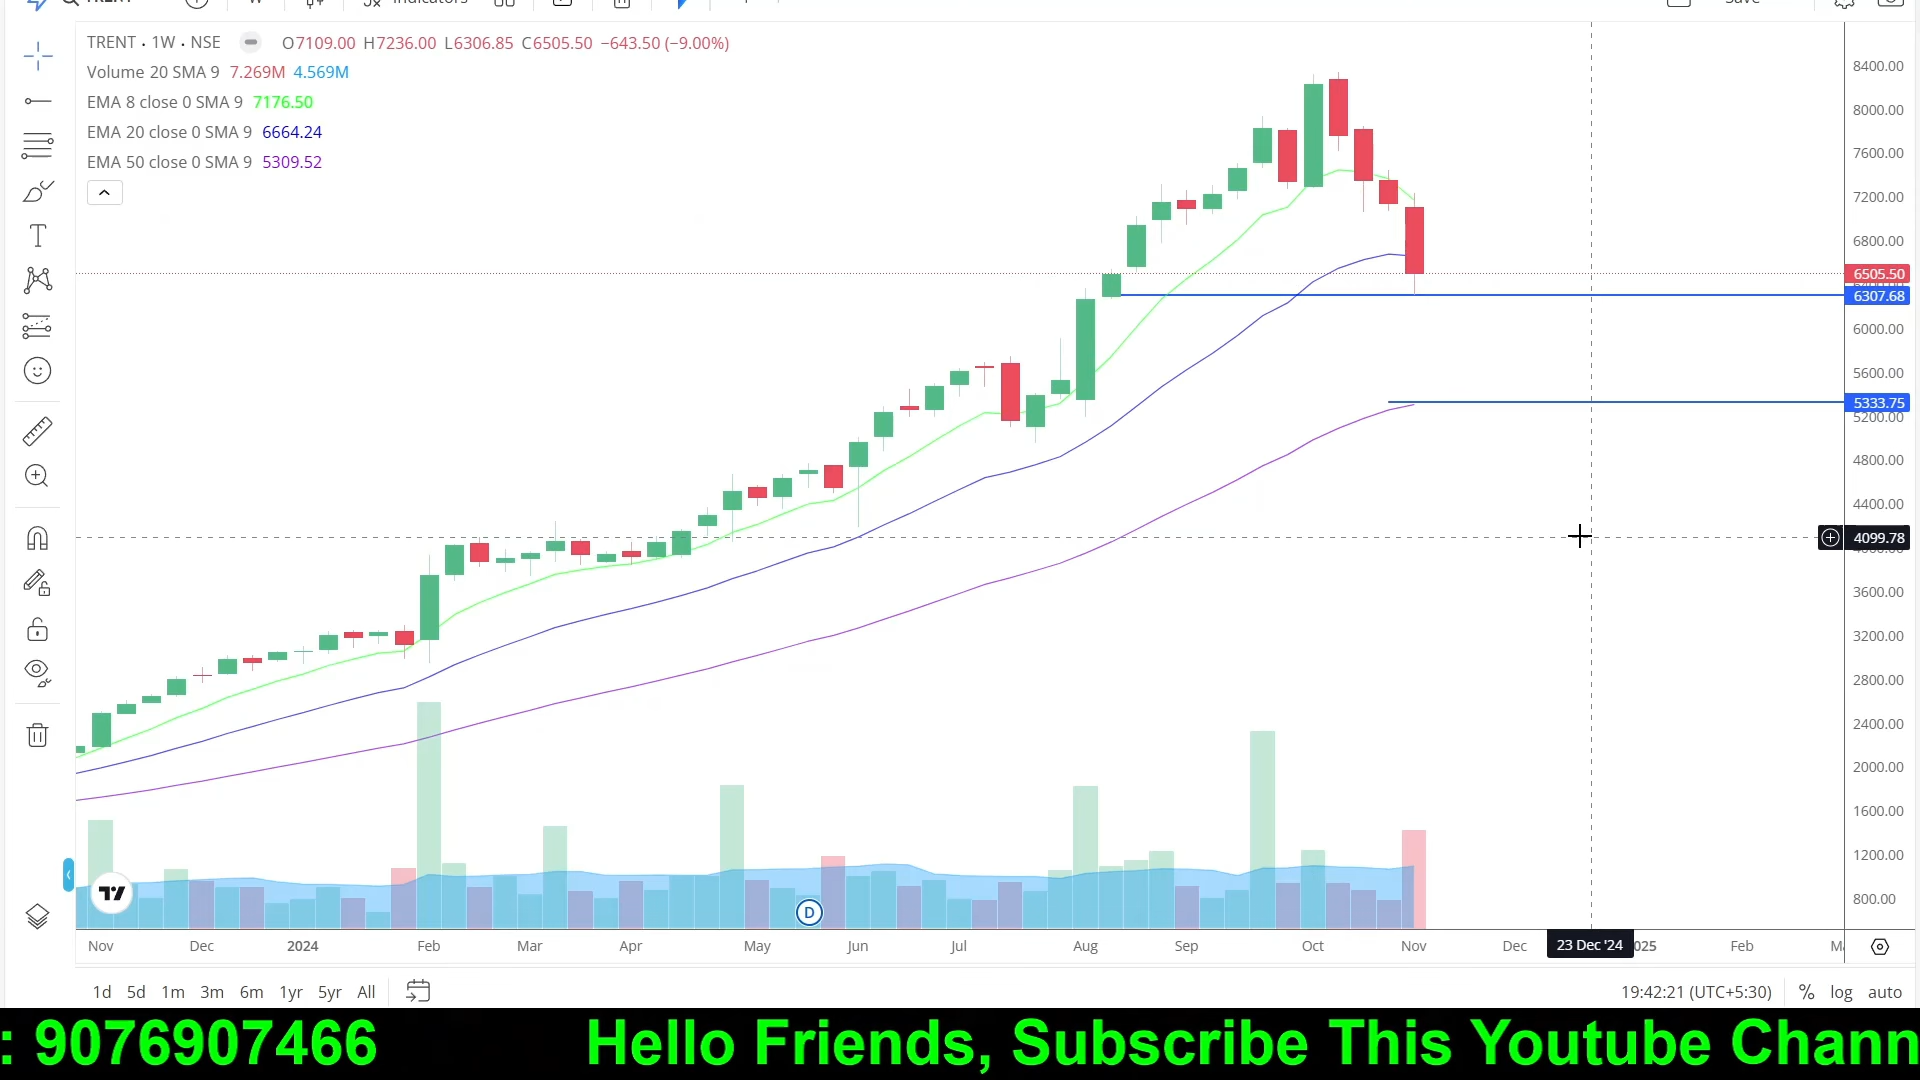 TRENT W Indicators Save
TRENT · 1W · NSE O7109.00 H7236.00 L6306.85 C6505.50 −643.50 (−9.00%)
Volume 20 SMA 9 7.269M 4.569M
EMA 8 close 0 SMA 9 7176.50
EMA 20 close 0 SMA 9 6664.24
EMA 50 close 0 SMA 9 5309.52
8400.00
8000.00
7600.00
7200.00
6800.00
6505.50
6307.68
6000.00
5600.00
5333.75
5200.00
4800.00
4400.00
4099.78
3600.00
3200.00
2800.00
2400.00
2000.00
1600.00
1200.00
800.00
D
Nov Dec 2024 Feb Mar Apr May Jun Jul Aug Sep Oct Nov Dec 23 Dec '24 2025 Feb
1d 5d 1m 3m 6m 1yr 5yr All 19:42:21 (UTC+5:30) % log auto
: 9076907466 Hello Friends, Subscribe This Youtube Chann